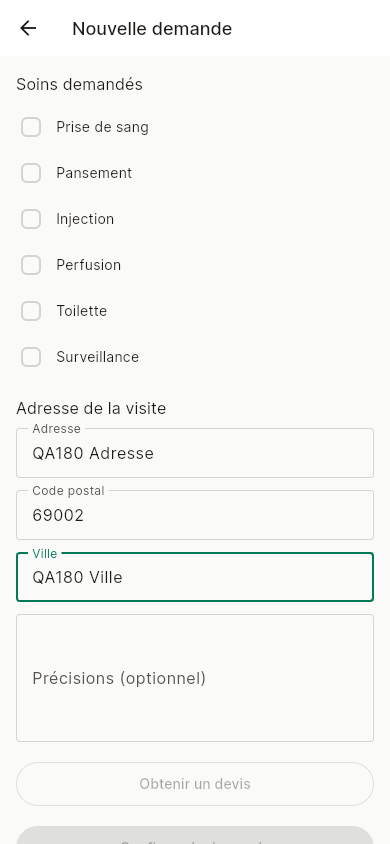 Nouvelle demande
Soins demandés
Prise de sang
Pansement
Injection
Perfusion
Toilette
Surveillance
Adresse de la visite
Adresse
QA180 Adresse
Code postal
69002
Ville
QA180 Ville
Précisions (optionnel)
Obtenir un devis